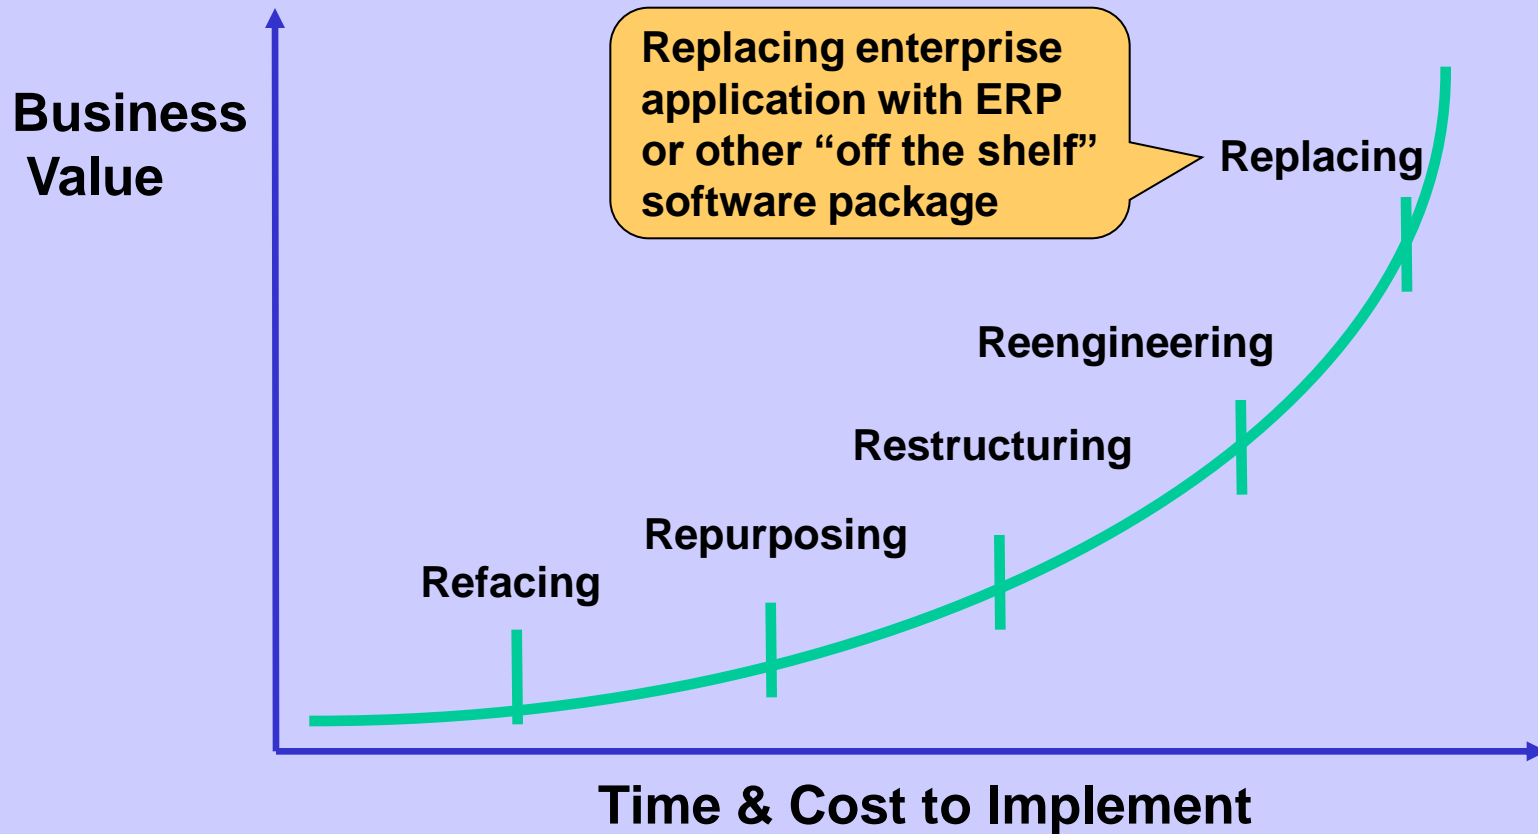 Business
Value
Replacing enterprise
application with ERP
or other “off the shelf”
software package
Replacing
Reengineering
Restructuring
Repurposing
Refacing
Time & Cost to Implement